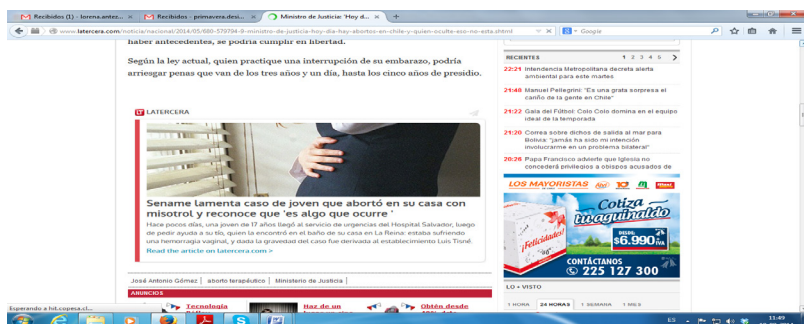 Recibidos (1) - lorena.antez...
Recibidos - primavera.desi...
Ministro de Justicia: 'Hoy d...
www.latercera.com/noticia/nacional/2014/05/680-579794-9-ministro-de-justicia-hoy-dia-hay-abortos-en-chile-y-quien-oculte-eso-no-esta.shtml
Google
haber antecedentes, se podría cumplir en libertad.
Según la ley actual, quien practique una interrupción de su embarazo, podría
arriesgar penas que van de los tres años y un día, hasta los cinco años de presidio.
LATERCERA
Sename lamenta caso de joven que abortó en su casa con
misotrol y reconoce que 'es algo que ocurre '
Hace pocos días, una joven de 17 años llegó al servicio de urgencias del Hospital Salvador, luego
de pedir ayuda a su tío, quien la encontró en el baño de su casa en La Reina: estaba sufriendo
una hemorragia vaginal, y dada la gravedad del caso fue derivada al establecimiento Luis Tisné.
Read the article on latercera.com >
José Antonio Gómez | aborto terapéutico | Ministerio de Justicia |
ANUNCIOS
Tecnología
Haz de un
Obtén desde
RECIENTES 1 2 3 4 5
22:21 Intendencia Metropolitana decreta alerta
ambiental para este martes
21:48 Manuel Pellegrini: "Es una grata sorpresa el
cariño de la gente en Chile"
21:22 Gala del Fútbol: Colo Colo domina en el equipo
ideal de la temporada
21:20 Correa sobre dichos de salida al mar para
Bolivia: "jamás ha sido mi intención
involucrarme en un problema bilateral"
20:26 Papa Francisco advierte que Iglesia no
concederá privilegios a obispos acusados de
LOS MAYORISTAS
10
¡Felicidades!
Cotiza
tu aguinaldo
DESDE:
$6.990 IVA
CONTÁCTANOS
225 127 300
LO + VISTO
1 HORA 24 HORAS 1 SEMANA 1 MES
Esperando a hit.copesa.cl...
ES
11:49